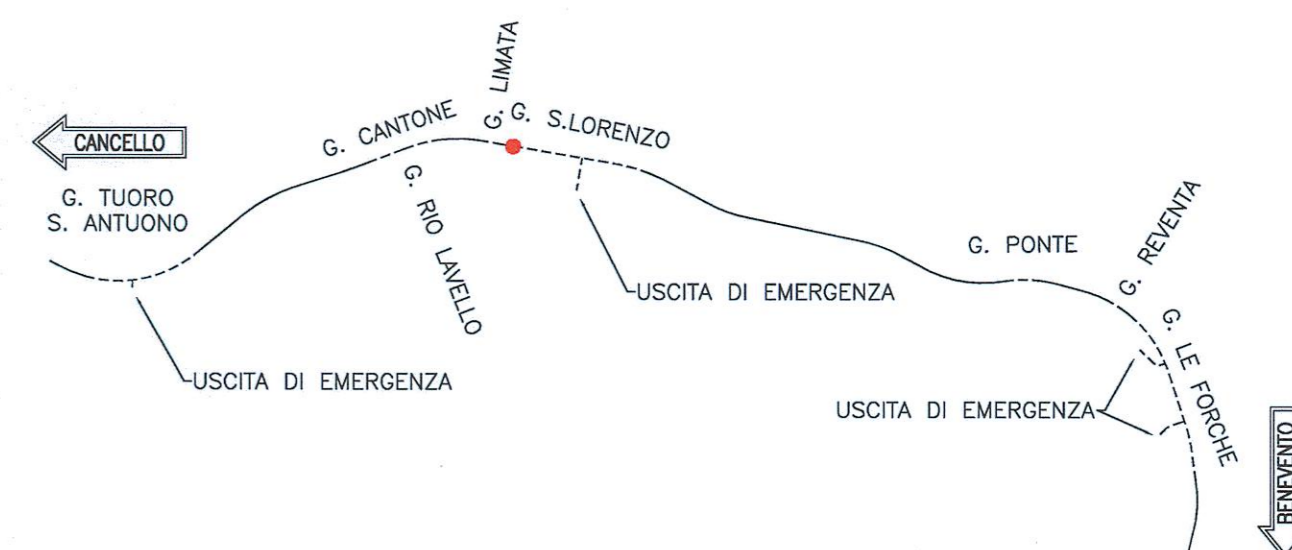 CANCELLO
G. TUORO
S. ANTUONO
G. CANTONE
G. LIMATA
G. S.LORENZO
G. RIO LAVELLO
USCITA DI EMERGENZA
USCITA DI EMERGENZA
G. PONTE
G. REVENTA
G. LE FORCHE
USCITA DI EMERGENZA
BENEVENTO